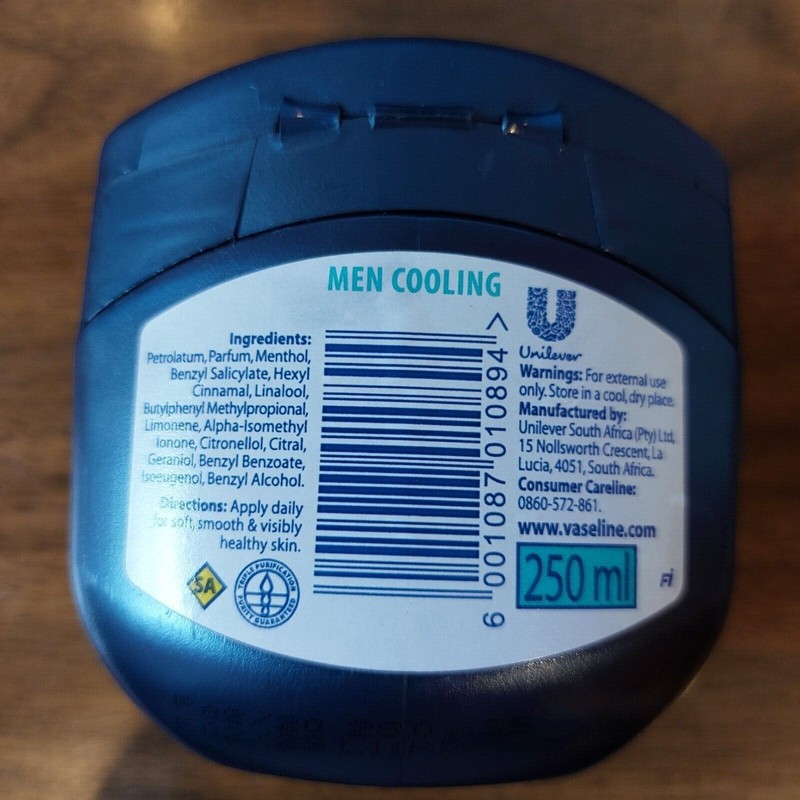 MEN COOLING
Ingredients:
Petrolatum, Parfum, Menthol,
Benzyl Salicylate, Hexyl
Cinnamal, Linalool,
Butylphenyl Methylpropional,
Limonene, Alpha-Isomethyl
Ionone, Citronellol, Citral,
Geraniol, Benzyl Benzoate,
Isoeugenol, Benzyl Alcohol.
Directions: Apply daily
for soft, smooth & visibly
healthy skin.
SA
TRIPLE PURIFICATION
PURITY GUARANTEED
6 001087 010894 >
Unilever
Warnings: For external use
only. Store in a cool, dry place.
Manufactured by:
Unilever South Africa (Pty) Ltd,
15 Nollsworth Crescent, La
Lucia, 4051, South Africa.
Consumer Careline:
0860-572-861.
www.vaseline.com
250 ml
Fi